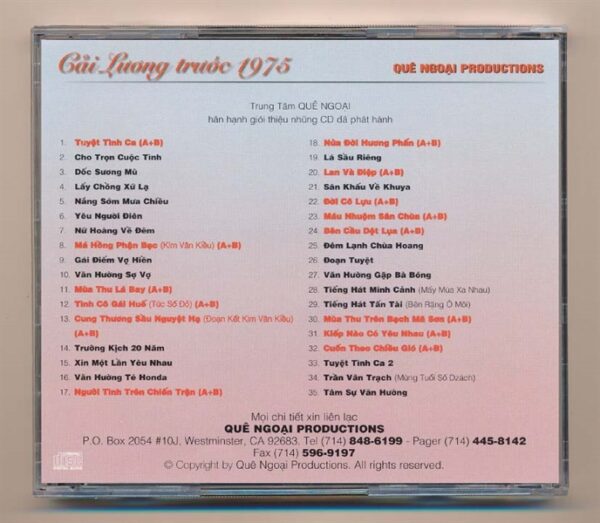 Cải Lương trước 1975
QUÊ NGOẠI PRODUCTIONS
Trung Tâm QUÊ NGOẠI
hân hạnh giới thiệu những CD đã phát hành
1. Tuyệt Tình Ca (A+B)
2. Cho Trọn Cuộc Tình
3. Dốc Sương Mù
4. Lấy Chồng Xứ Lạ
5. Nắng Sớm Mưa Chiều
6. Yêu Người Điên
7. Nữ Hoàng Về Đêm
8. Má Hồng Phận Bạc (Kim Vân Kiều) (A+B)
9. Gái Điếm Vợ Hiền
10. Văn Hường Sợ Vợ
11. Mùa Thu Lá Bay (A+B)
12. Tình Cô Gái Huế (Tức Số Đỏ) (A+B)
13. Cung Thương Sầu Nguyệt Hạ (Đoạn Kết Kim Vân Kiều)
(A+B)
14. Trường Kịch 20 Năm
15. Xin Một Lần Yêu Nhau
16. Văn Hường Té Honda
17. Người Tình Trên Chiến Trận (A+B)
18. Nửa Đời Hương Phấn (A+B)
19. Lá Sầu Riêng
20. Lan Và Điệp (A+B)
21. Sân Khấu Về Khuya
22. Đời Cô Lựu (A+B)
23. Máu Nhuộm Sân Chùa (A+B)
24. Bên Cầu Dệt Lụa (A+B)
25. Đêm Lạnh Chùa Hoang
26. Đoạn Tuyệt
27. Văn Hường Gặp Bà Bóng
28. Tiếng Hát Minh Cảnh (Mấy Mùa Xa Nhau)
29. Tiếng Hát Tấn Tài (Bên Rặng Ô Môi)
30. Mùa Thu Trên Bạch Mã Sơn (A+B)
31. Kiếp Nào Có Yêu Nhau (A+B)
32. Cuốn Theo Chiều Gió (A+B)
33. Tuyệt Tình Ca 2
34. Trần Văn Trạch (Mừng Tuổi Số Dzách)
35. Tâm Sự Văn Hường
Mọi chi tiết xin liên lạc
QUÊ NGOẠI PRODUCTIONS
P.O. Box 2054 #10J, Westminster, CA 92683. Tel (714) 848-6199 - Pager (714) 445-8142
Fax (714) 596-9197
© Copyright by Quê Ngoại Productions. All rights reserved.